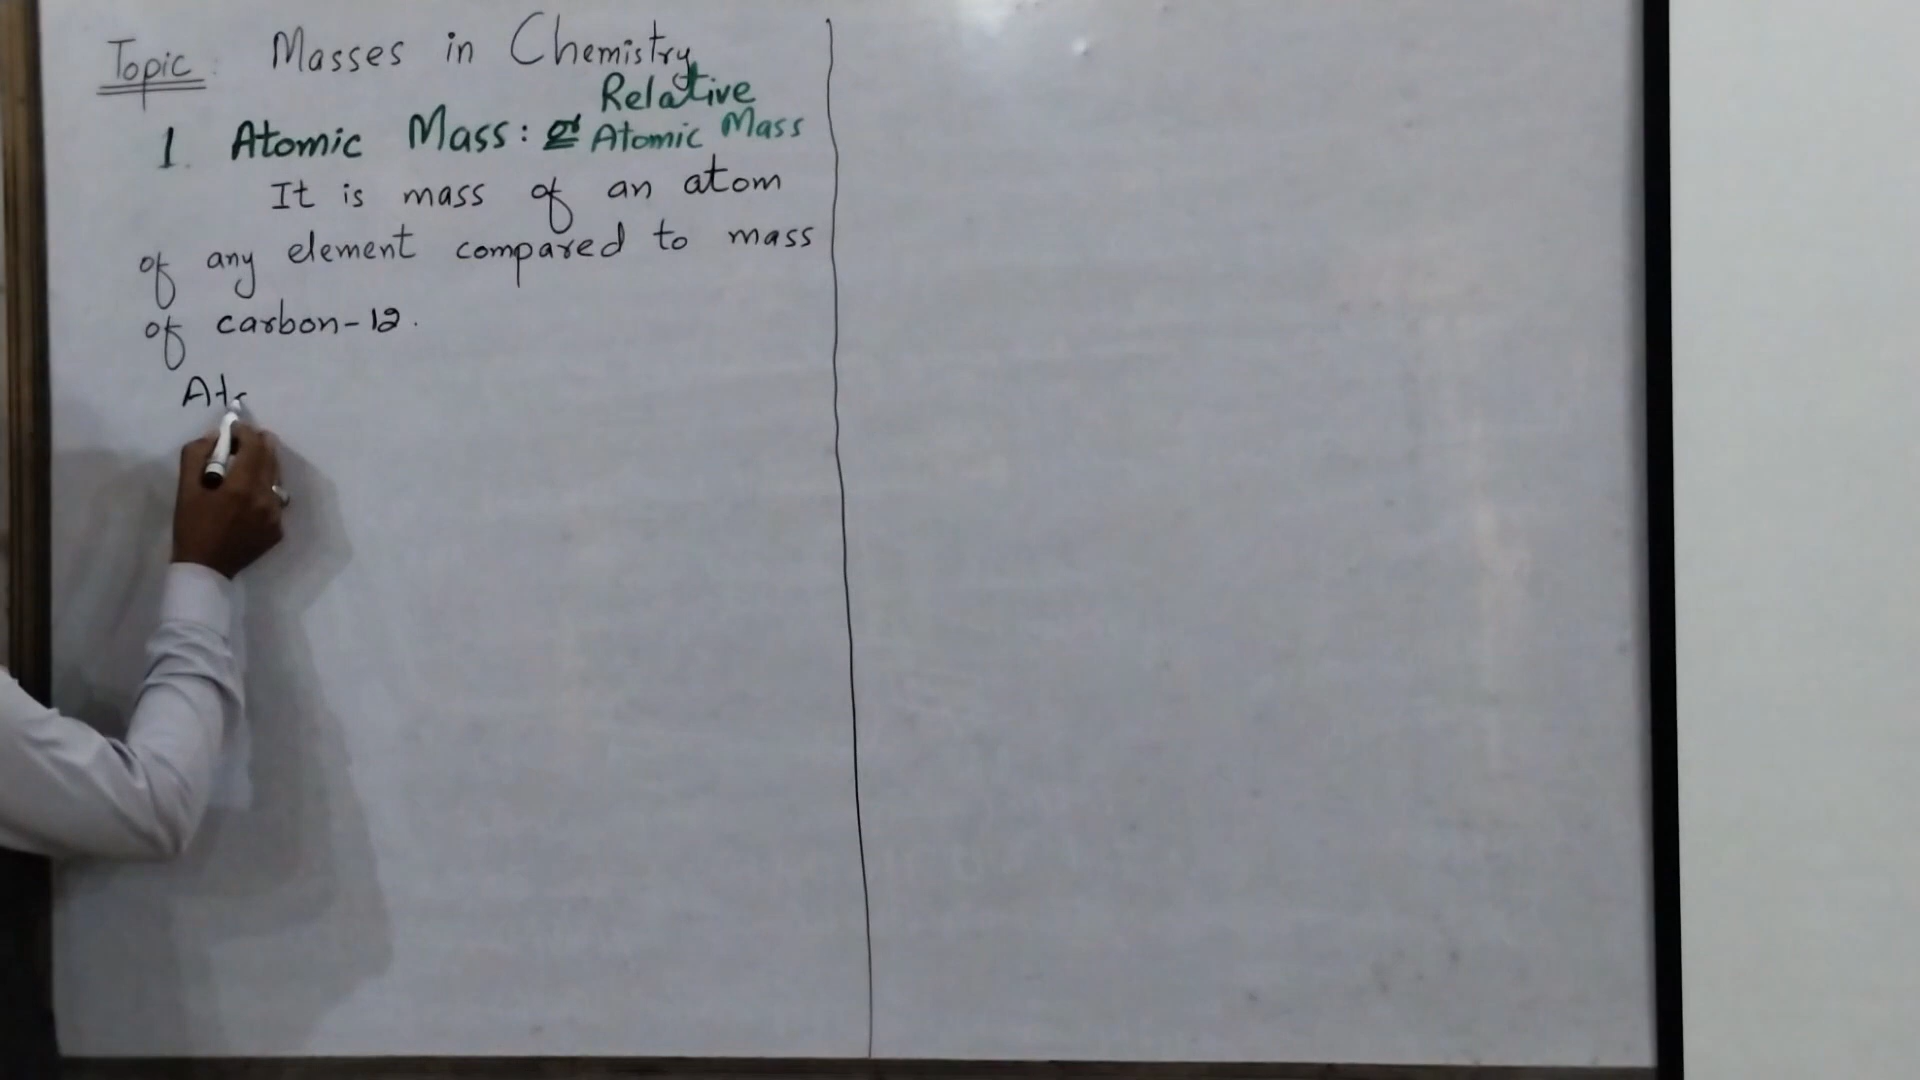 Topic: Masses in Chemistry
1. Atomic Mass: or Relative Atomic Mass
It is mass of an atom
of any element compared to mass
of carbon-12.
Ato